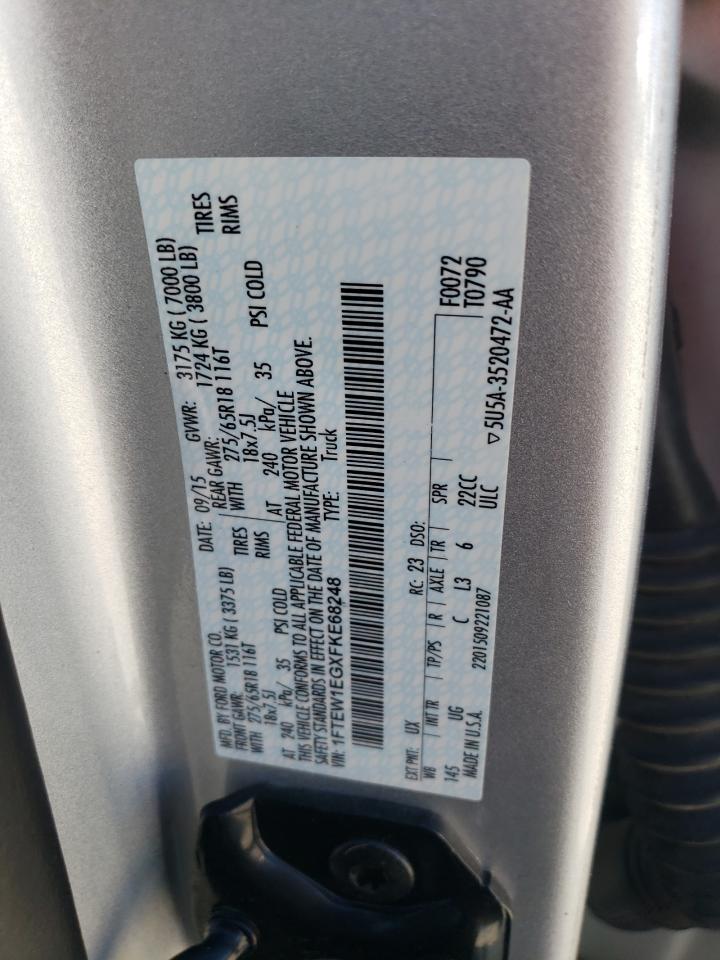 MFD. BY FORD MOTOR CO. DATE: 09/15 GVWR: 3175 KG ( 7000 LB)
FRONT GAWR: 1531 KG ( 3375 LB) REAR GAWR: 1724 KG ( 3800 LB)
WITH 275/65R18 116T TIRES WITH 275/65R18 116T TIRES
18x7.5J RIMS 18x7.5J RIMS
AT 240 kPa/ 35 PSI COLD AT 240 kPa/ 35 PSI COLD
THIS VEHICLE CONFORMS TO ALL APPLICABLE FEDERAL MOTOR VEHICLE
SAFETY STANDARDS IN EFFECT ON THE DATE OF MANUFACTURE SHOWN ABOVE.
VIN: 1FTEW1EGXFKE68248 TYPE: Truck
EXT PNT: UX RC: 23 DSO: F0072
WB INT TR TP/PS R AXLE TR SPR T0790
145 UG C L3 6 22CC
MADE IN U.S.A. 2201509221087 ULC
▽5U5A-3520472-AA